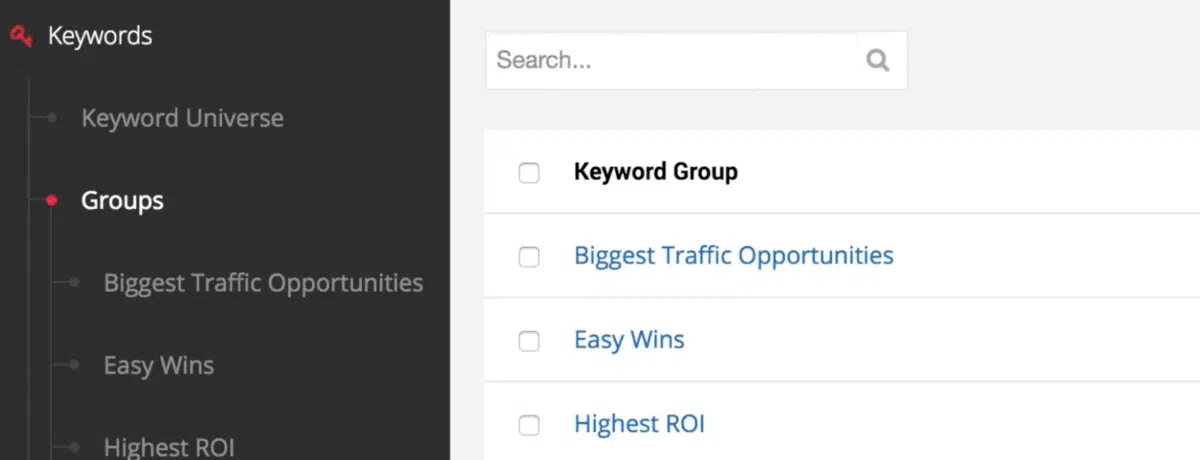 Keywords
Keyword Universe
Groups
Biggest Traffic Opportunities
Easy Wins
Highest ROI
Search...
Keyword Group
Biggest Traffic Opportunities
Easy Wins
Highest ROI